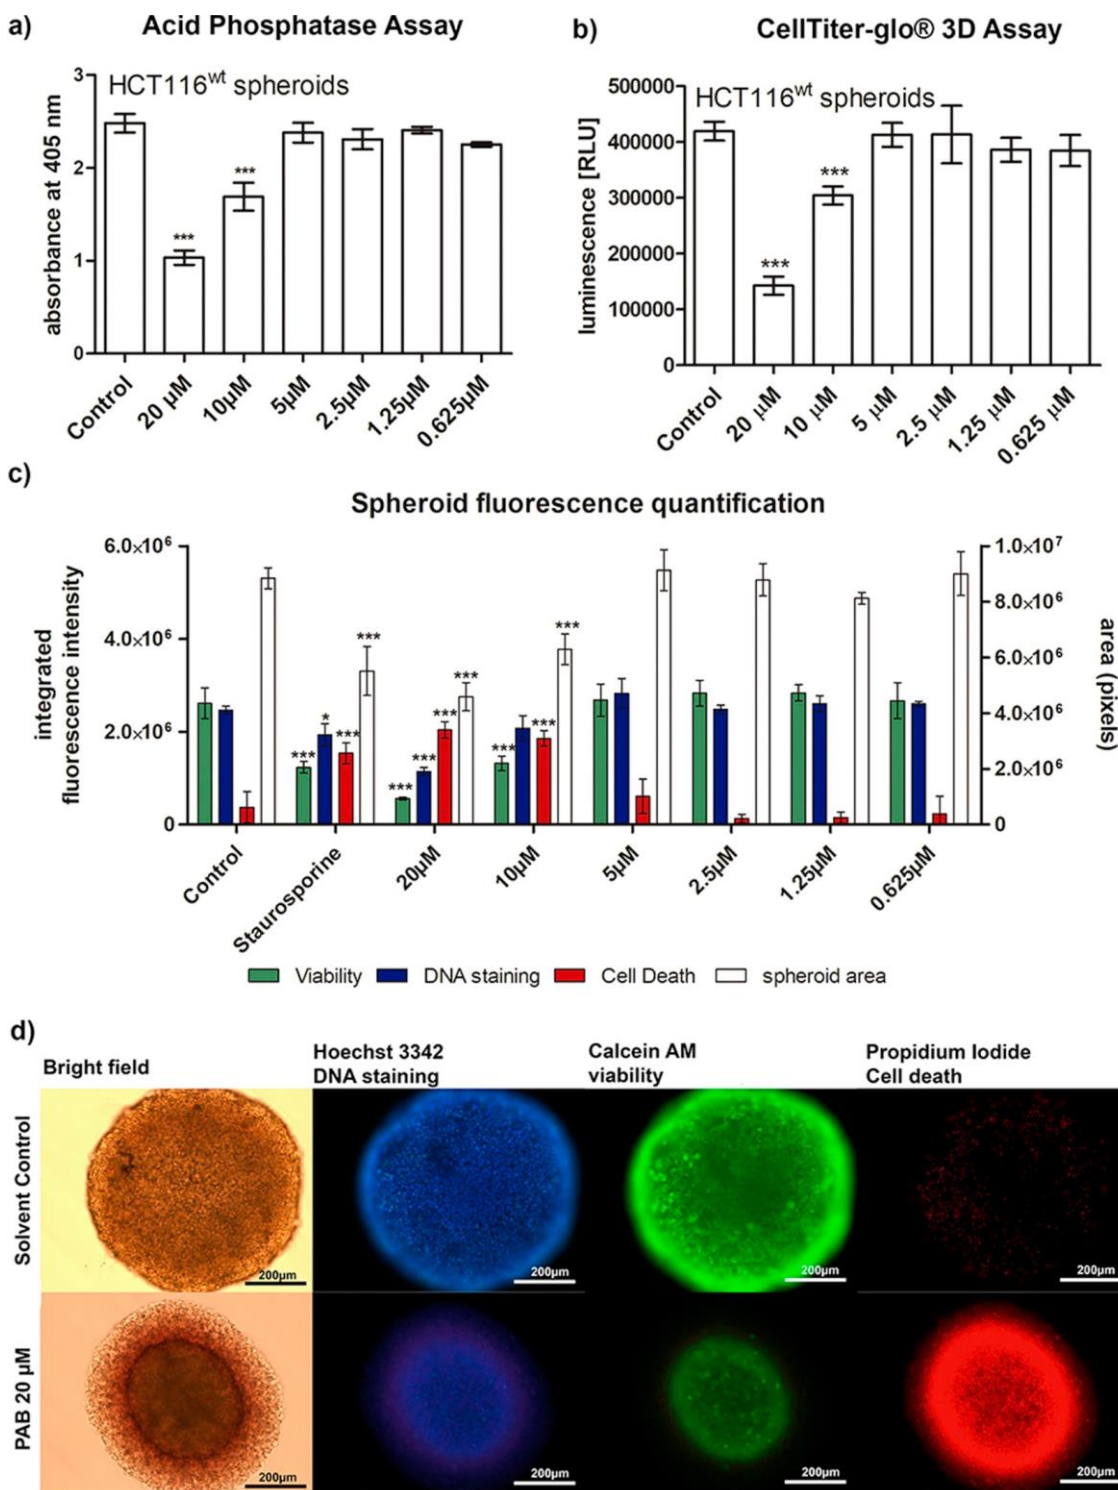 a)
Acid Phosphatase Assay
HCT116wt spheroids
absorbance at 405 nm
3
2
1
0
***
***
Control
20 µM
10µM
5µM
2.5µM
1.25µM
0.625µM
b)
CellTiter-glo® 3D Assay
HCT116wt spheroids
luminescence [RLU]
500000
400000
300000
200000
100000
0
***
***
Control
20 µM
10 µM
5 µM
2.5 µM
1.25 µM
0.625 µM
c)
Spheroid fluorescence quantification
integrated
fluorescence intensity
6.0×10⁶
4.0×10⁶
2.0×10⁶
0
1.0×10⁷
8.0×10⁶
6.0×10⁶
4.0×10⁶
2.0×10⁶
0
area (pixels)
*** * *** ***
*** *** *** ***
*** *** ***
Control
Staurosporine
20µM
10µM
5µM
2.5µM
1.25µM
0.625µM
Viability DNA staining Cell Death spheroid area
d)
Bright field
Hoechst 3342
DNA staining
Calcein AM
viability
Propidium Iodide
Cell death
Solvent Control
200µm
200µm
200µm
200µm
PAB 20 µM
200µm
200µm
200µm
200µm